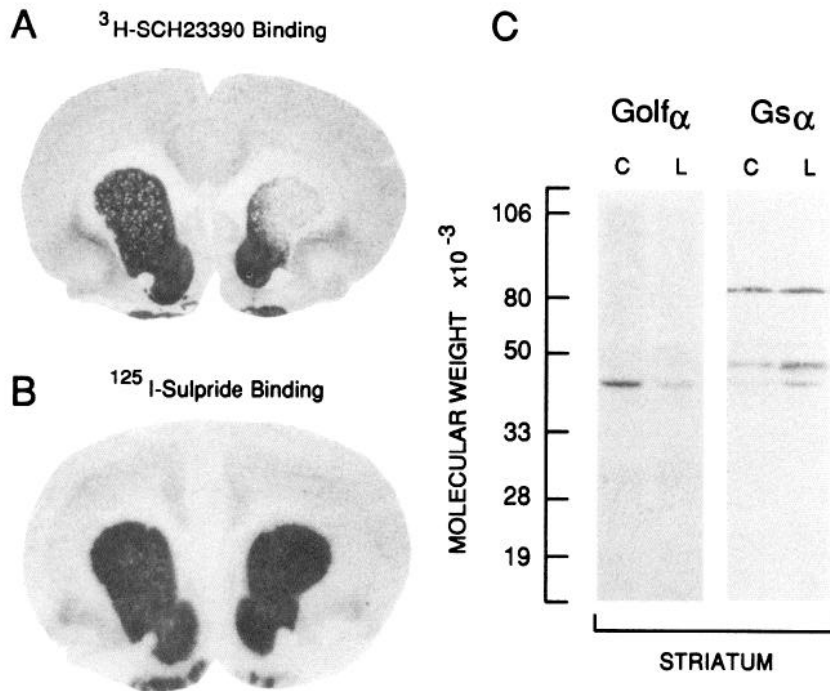 A
³H-SCH23390 Binding
B
¹²⁵I-Sulpride Binding
C
Golfα Gsα
C L C L
MOLECULAR WEIGHT x10⁻³
106
80
50
33
28
19
STRIATUM